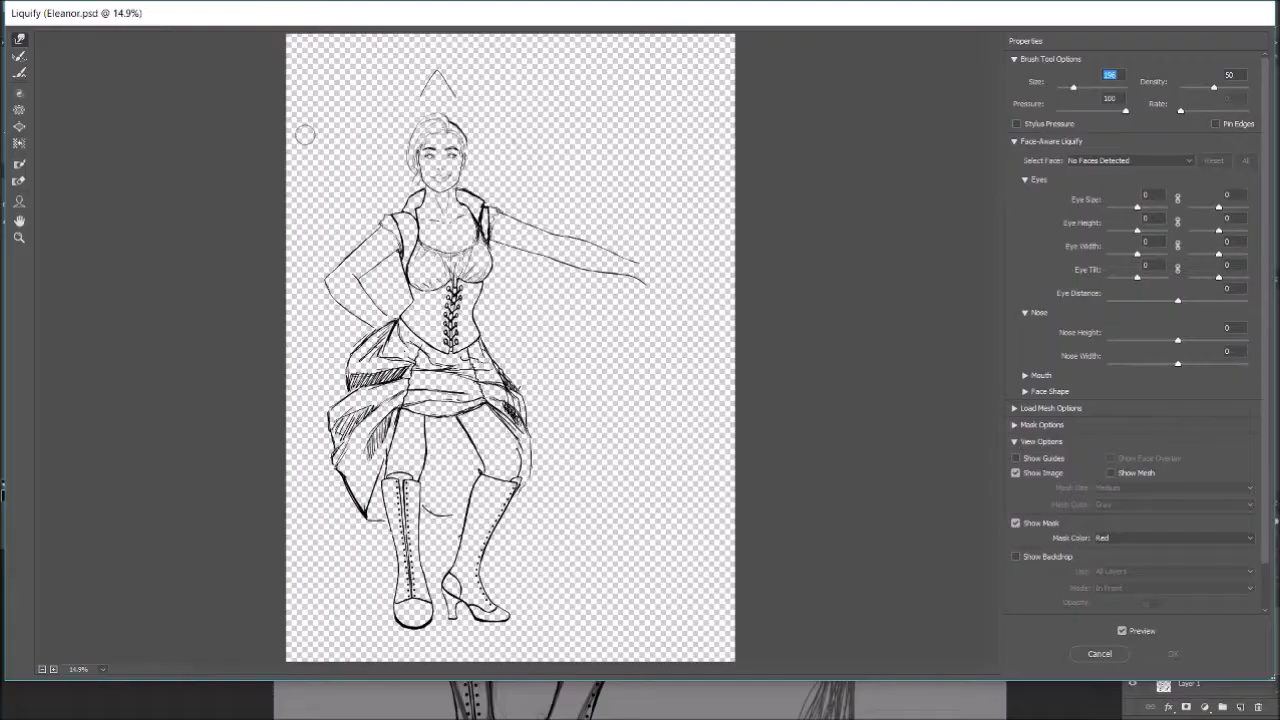 Liquify (Eleanor.psd @ 14.9%)
Properties
Brush Tool Options
Size: 196 Density: 50
Pressure: 100 Rate: 0
Stylus Pressure Pin Edges
Face-Aware Liquify
Select Face: No Faces Detected Reset All
Eyes
Eye Size: 0 0
Eye Height: 0 0
Eye Width: 0 0
Eye Tilt: 0 0
Eye Distance: 0
Nose
Nose Height: 0
Nose Width: 0
Mouth
Face Shape
Load Mesh Options
Mask Options
View Options
Show Guides Show Face Overlay
Show Image Show Mesh
Mesh Size: Medium
Mesh Color: Gray
Show Mask
Mask Color: Red
Show Backdrop
Use: All Layers
Mode: In Front
Opacity:
Preview
Cancel OK
14.9%
Layer 1
fx